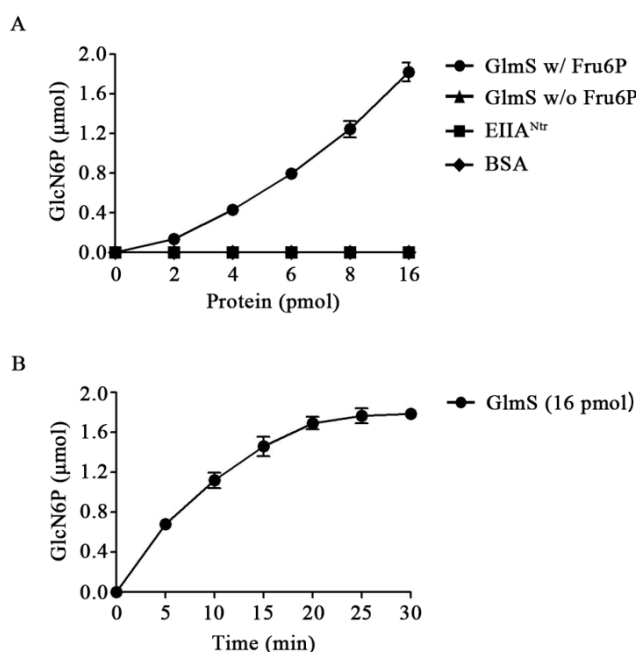 A
GlcN6P (μmol)
2.0
1.6
1.2
0.8
0.4
0.0
0 2 4 6 8 16
Protein (pmol)
GlmS w/ Fru6P
GlmS w/o Fru6P
EIIA^Ntr
BSA
B
GlcN6P (μmol)
2.0
1.6
1.2
0.8
0.4
0.0
0 5 10 15 20 25 30
Time (min)
GlmS (16 pmol)